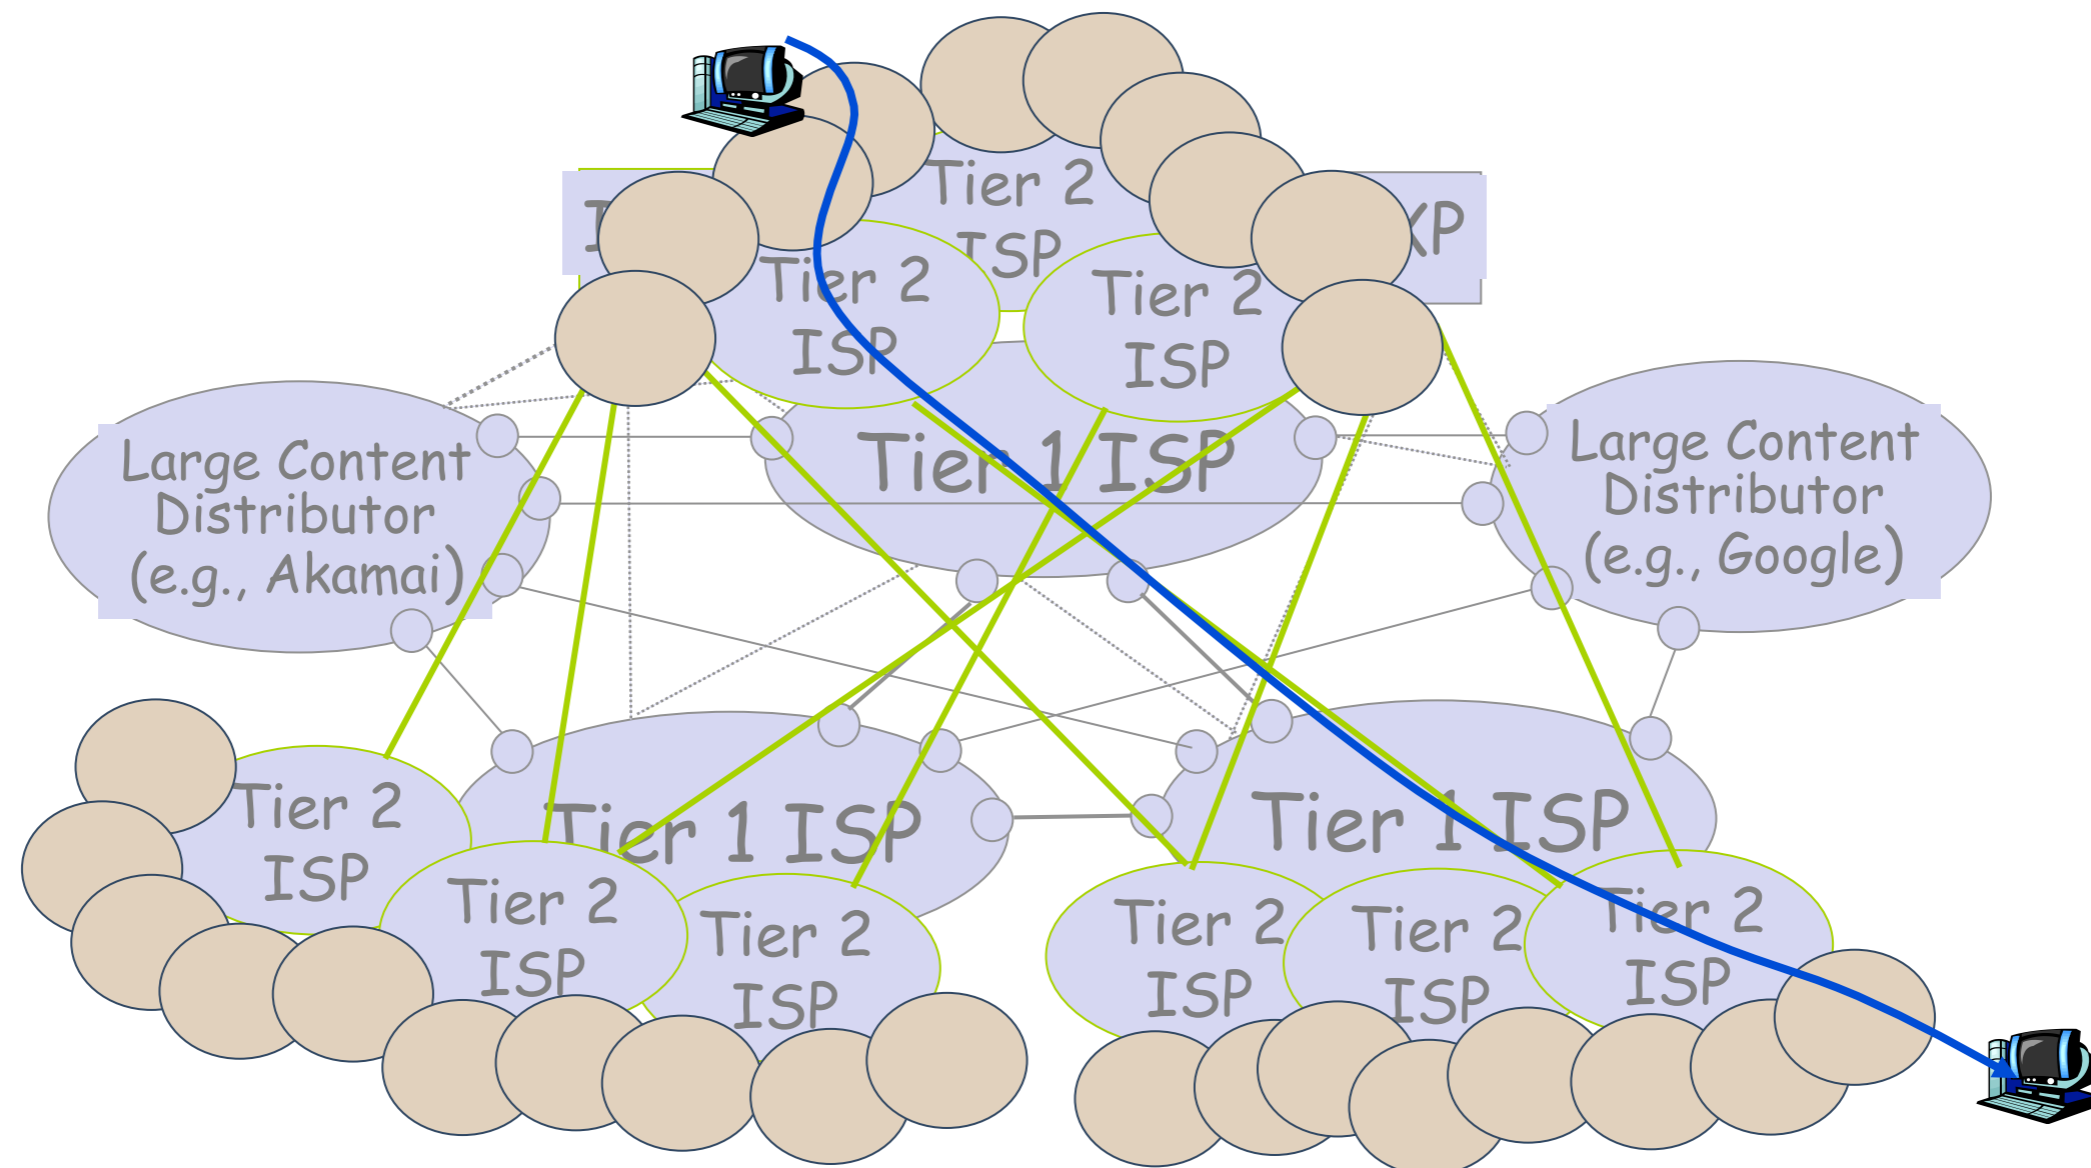 Tier 2
ISP
XP
Tier 2
ISP
Tier 2
ISP
Tier 1 ISP
Large Content
Distributor
(e.g., Akamai)
Large Content
Distributor
(e.g., Google)
Tier 1 ISP
Tier 1 ISP
Tier 2
ISP
Tier 2
ISP
Tier 2
ISP
Tier 2
ISP
Tier 2
ISP
Tier 2
ISP